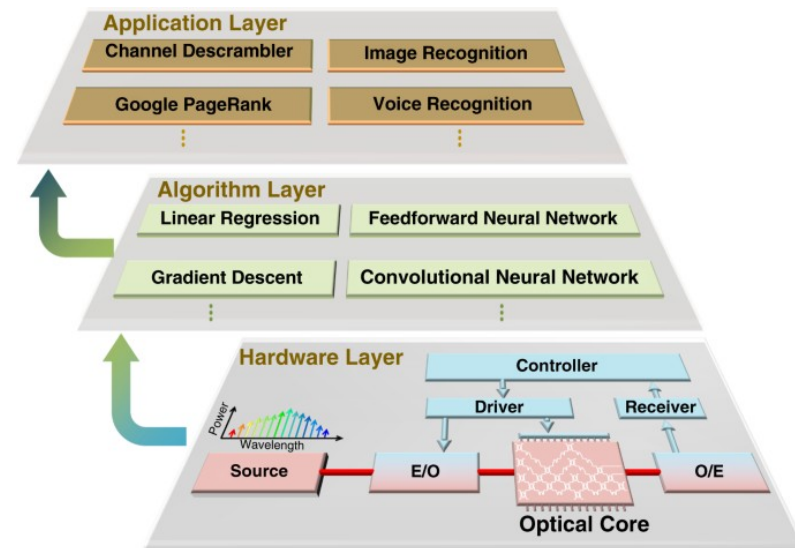 Application Layer
Channel Descrambler
Image Recognition
Google PageRank
Voice Recognition
Algorithm Layer
Linear Regression
Feedforward Neural Network
Gradient Descent
Convolutional Neural Network
Hardware Layer
Controller
Driver
Receiver
Power
Wavelength
Source
E/O
O/E
Optical Core